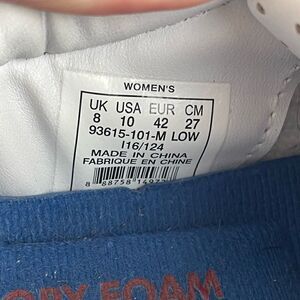 WOMEN'S
UK USA EUR CM
8 10 42 27
93615-101-M LOW
I16/124
MADE IN CHINA
FABRIQUE EN CHINE
FOAM